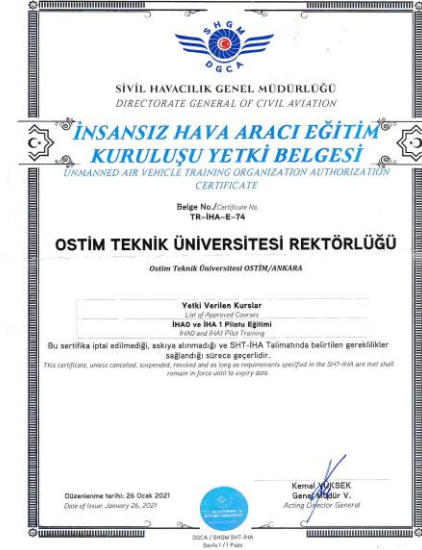 SHGM
DGCA
SİVİL HAVACILIK GENEL MÜDÜRLÜĞÜ
DIRECTORATE GENERAL OF CIVIL AVIATION
İNSANSIZ HAVA ARACI EĞİTİM
KURULUŞU YETKİ BELGESİ
UNMANNED AIR VEHICLE TRAINING ORGANIZATION AUTHORIZATION
CERTIFICATE
Belge No./Certificate No.
TR-İHA-E-74
OSTİM TEKNİK ÜNİVERSİTESİ REKTÖRLÜĞÜ
Ostim Teknik Üniversitesi OSTİM/ANKARA
Yetki Verilen Kurslar
List of Approved Courses
İHA0 ve İHA 1 Pilotu Eğitimi
İHA0 and İHA1 Pilot Training
Bu sertifika iptal edilmediği, askıya alınmadığı ve SHT-İHA Talimatında belirtilen gereklilikler
sağlandığı sürece geçerlidir.
This certificate, unless cancelled, suspended, revoked and as long as requirements specified in the SHT-İHA are met shall
remain in force until to expiry date.
Düzenlenme tarihi: 26 Ocak 2021
Date of Issue January 26, 2021
Kemal YÜKSEK
Genel Müdür V.
Acting Director General
DGCA / SHGM SHT-İHA
Sayfa 1 / 1 Page